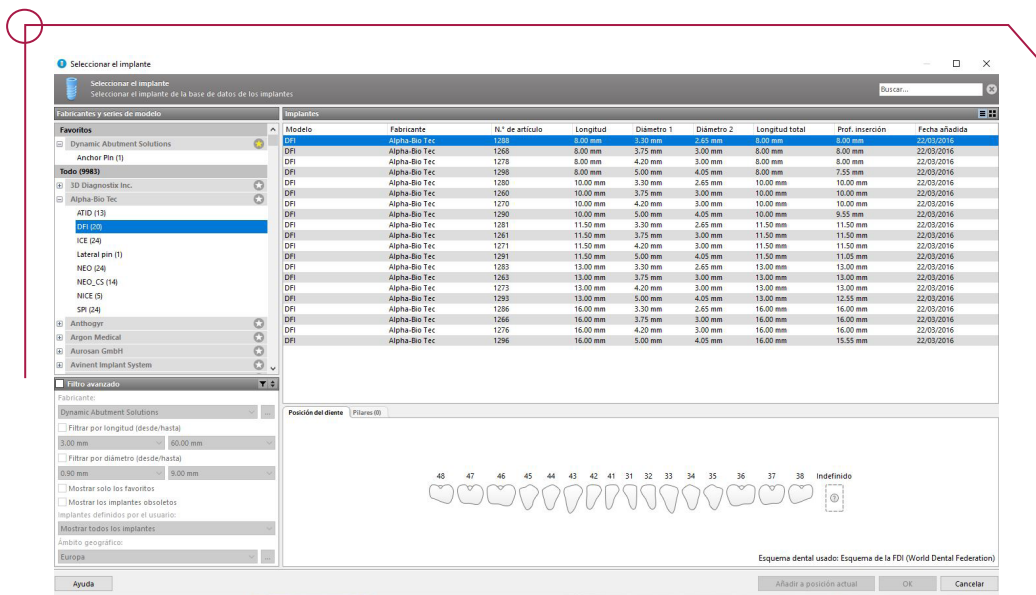 Seleccionar el implante
Seleccionar el implante
Seleccionar el implante de la base de datos de los implantes
Buscar...
Fabricantes y series de modelo
Favoritos
Dynamic Abutment Solutions
Anchor Pin (1)
Todo (9983)
3D Diagnostix Inc.
Alpha-Bio Tec
ATID (13)
DFI (20)
ICE (24)
Lateral pin (1)
NEO (24)
NEO_CS (14)
NICE (5)
SPI (24)
Anthogyr
Argon Medical
Aurosan GmbH
Avinent Implant System
Filtro avanzado
Fabricante:
Dynamic Abutment Solutions ...
Filtrar por longitud (desde/hasta)
3.00 mm 60.00 mm
Filtrar por diámetro (desde/hasta)
0.90 mm 9.00 mm
Mostrar solo los favoritos
Mostrar los implantes obsoletos
Implantes definidos por el usuario:
Mostrar todos los implantes
Ámbito geográfico:
Europa ...
Implantes
Modelo Fabricante N.º de artículo Longitud Diámetro 1 Diámetro 2 Longitud total Prof. inserción Fecha añadida
DFI Alpha-Bio Tec 1288 8.00 mm 3.30 mm 2.65 mm 8.00 mm 8.00 mm 22/03/2016
DFI Alpha-Bio Tec 1268 8.00 mm 3.75 mm 3.00 mm 8.00 mm 8.00 mm 22/03/2016
DFI Alpha-Bio Tec 1278 8.00 mm 4.20 mm 3.00 mm 8.00 mm 8.00 mm 22/03/2016
DFI Alpha-Bio Tec 1298 8.00 mm 5.00 mm 4.05 mm 8.00 mm 7.55 mm 22/03/2016
DFI Alpha-Bio Tec 1280 10.00 mm 3.30 mm 2.65 mm 10.00 mm 10.00 mm 22/03/2016
DFI Alpha-Bio Tec 1260 10.00 mm 3.75 mm 3.00 mm 10.00 mm 10.00 mm 22/03/2016
DFI Alpha-Bio Tec 1270 10.00 mm 4.20 mm 3.00 mm 10.00 mm 10.00 mm 22/03/2016
DFI Alpha-Bio Tec 1290 10.00 mm 5.00 mm 4.05 mm 10.00 mm 9.55 mm 22/03/2016
DFI Alpha-Bio Tec 1281 11.50 mm 3.30 mm 2.65 mm 11.50 mm 11.50 mm 22/03/2016
DFI Alpha-Bio Tec 1261 11.50 mm 3.75 mm 3.00 mm 11.50 mm 11.50 mm 22/03/2016
DFI Alpha-Bio Tec 1271 11.50 mm 4.20 mm 3.00 mm 11.50 mm 11.50 mm 22/03/2016
DFI Alpha-Bio Tec 1291 11.50 mm 5.00 mm 4.05 mm 11.50 mm 11.05 mm 22/03/2016
DFI Alpha-Bio Tec 1283 13.00 mm 3.30 mm 2.65 mm 13.00 mm 13.00 mm 22/03/2016
DFI Alpha-Bio Tec 1263 13.00 mm 3.75 mm 3.00 mm 13.00 mm 13.00 mm 22/03/2016
DFI Alpha-Bio Tec 1273 13.00 mm 4.20 mm 3.00 mm 13.00 mm 13.00 mm 22/03/2016
DFI Alpha-Bio Tec 1293 13.00 mm 5.00 mm 4.05 mm 13.00 mm 12.55 mm 22/03/2016
DFI Alpha-Bio Tec 1286 16.00 mm 3.30 mm 2.65 mm 16.00 mm 16.00 mm 22/03/2016
DFI Alpha-Bio Tec 1266 16.00 mm 3.75 mm 3.00 mm 16.00 mm 16.00 mm 22/03/2016
DFI Alpha-Bio Tec 1276 16.00 mm 4.20 mm 3.00 mm 16.00 mm 16.00 mm 22/03/2016
DFI Alpha-Bio Tec 1296 16.00 mm 5.00 mm 4.05 mm 16.00 mm 15.55 mm 22/03/2016
Posición del diente Pilares (0)
48 47 46 45 44 43 42 41 31 32 33 34 35 36 37 38 Indefinido
Esquema dental usado: Esquema de la FDI (World Dental Federation)
Ayuda Añadir a posición actual OK Cancelar